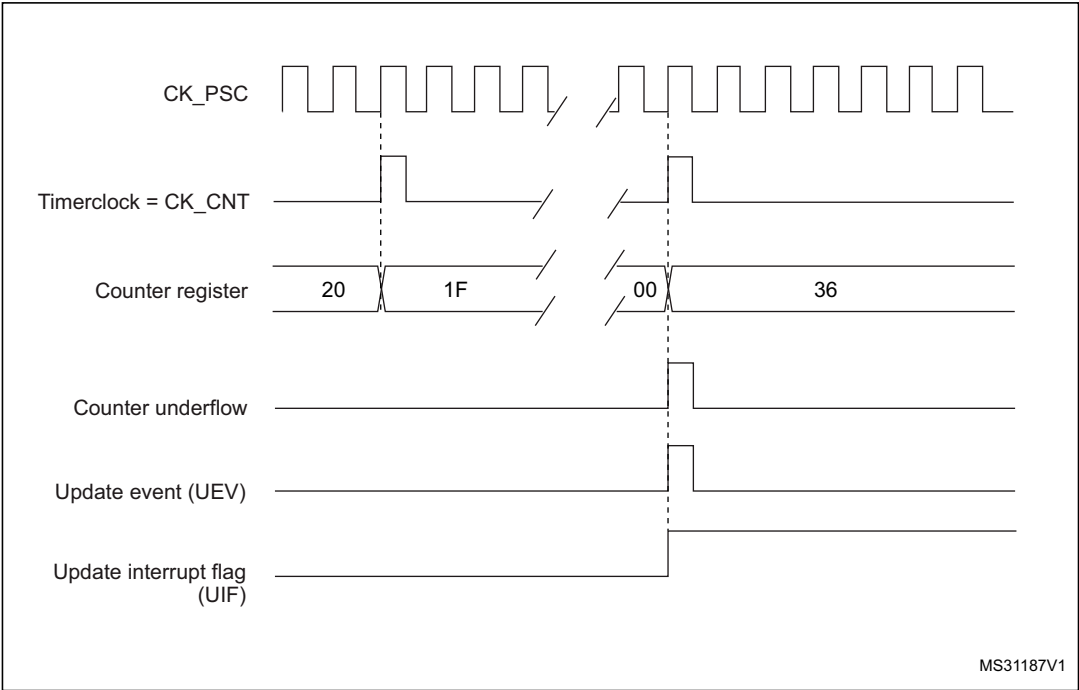 CK_PSC
Timerclock = CK_CNT
Counter register
20
1F
00
36
Counter underflow
Update event (UEV)
Update interrupt flag
(UIF)
MS31187V1